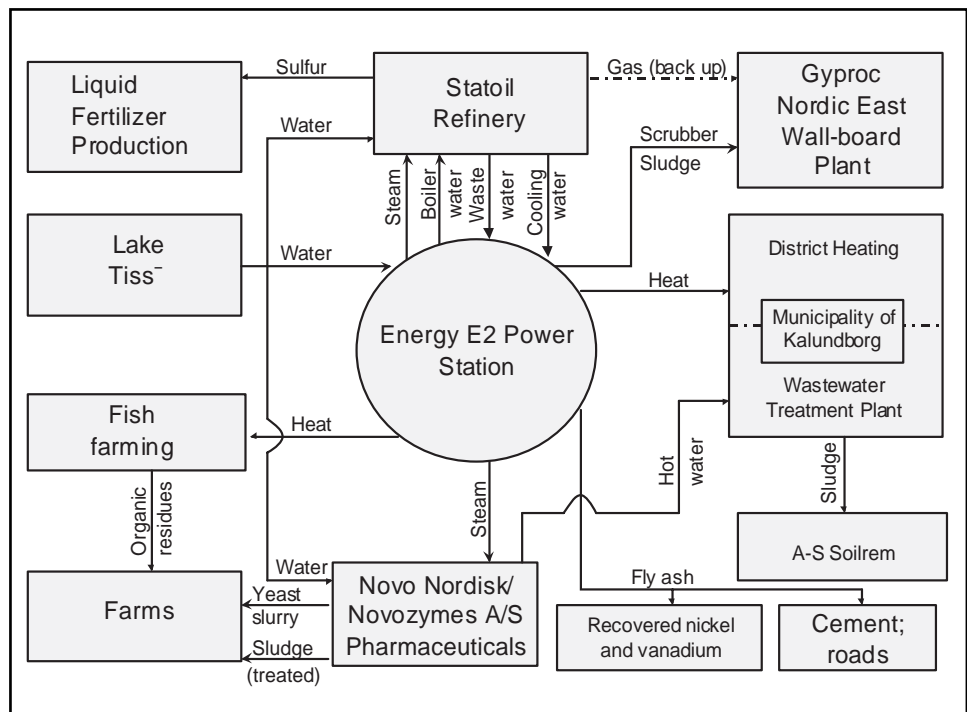 Liquid
Fertilizer
Production
Sulfur
Statoil
Refinery
Gas (back up)
Gyproc
Nordic East
Wall-board
Plant
Water
Scrubber
Sludge
Steam
Boiler
water
Waste
water
Cooling
water
Lake
Tiss¯
Water
Energy E2 Power
Station
Heat
District Heating
Municipality of
Kalundborg
Wastewater
Treatment Plant
Fish
farming
Heat
Hot
water
Sludge
Organic
residues
Steam
A-S Soilrem
Farms
Water
Yeast
slurry
Sludge
(treated)
Novo Nordisk/
Novozymes A/S
Pharmaceuticals
Fly ash
Recovered nickel
and vanadium
Cement;
roads